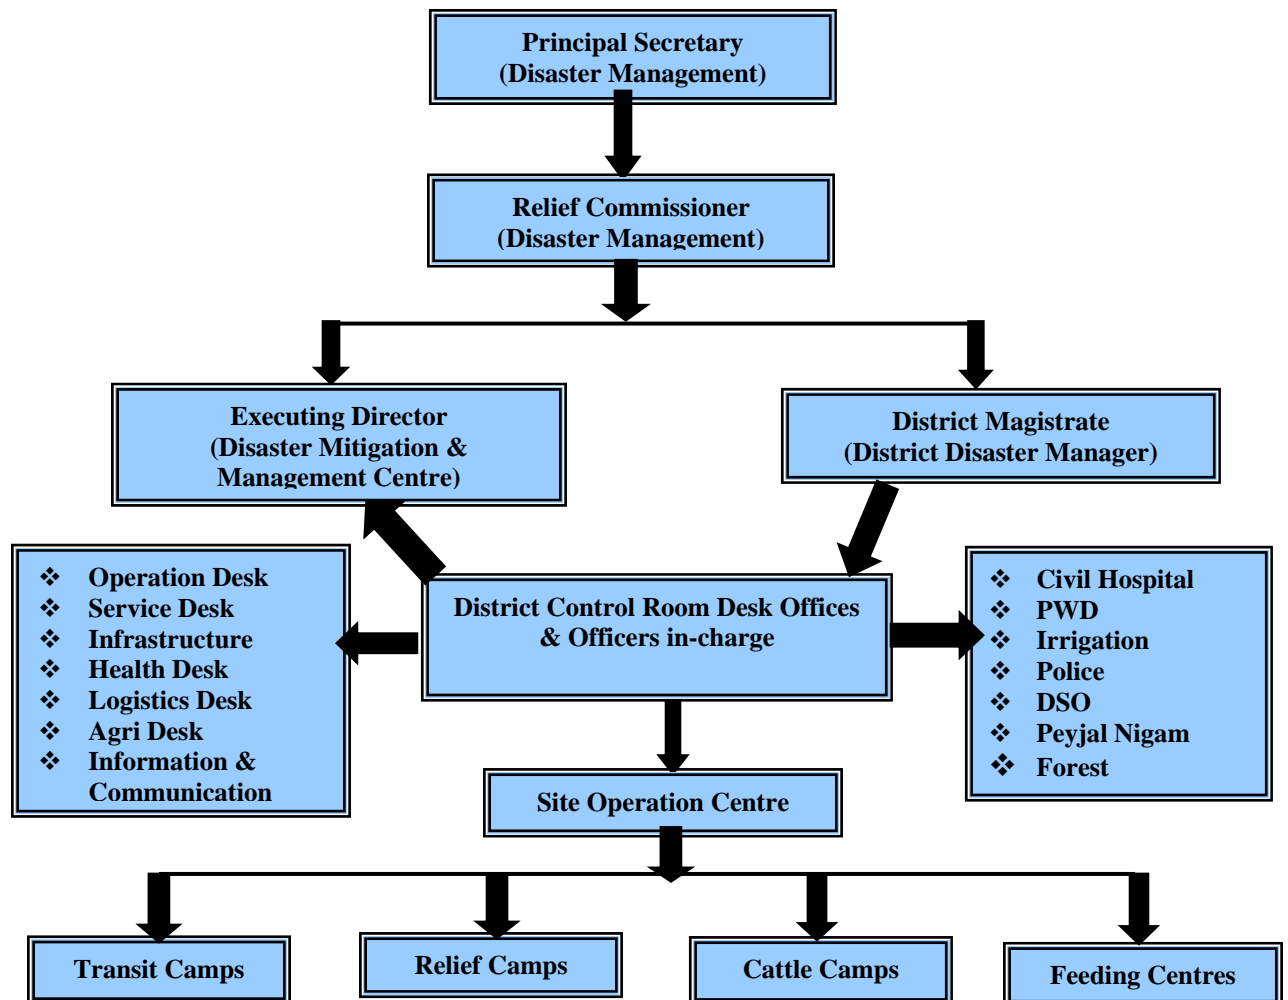 Principal Secretary
(Disaster Management)
Relief Commissioner
(Disaster Management)
Executing Director
(Disaster Mitigation &
Management Centre)
District Magistrate
(District Disaster Manager)
❖ Operation Desk
❖ Service Desk
❖ Infrastructure
❖ Health Desk
❖ Logistics Desk
❖ Agri Desk
❖ Information &
Communication
District Control Room Desk Offices
& Officers in-charge
❖ Civil Hospital
❖ PWD
❖ Irrigation
❖ Police
❖ DSO
❖ Peyjal Nigam
❖ Forest
Site Operation Centre
Transit Camps
Relief Camps
Cattle Camps
Feeding Centres